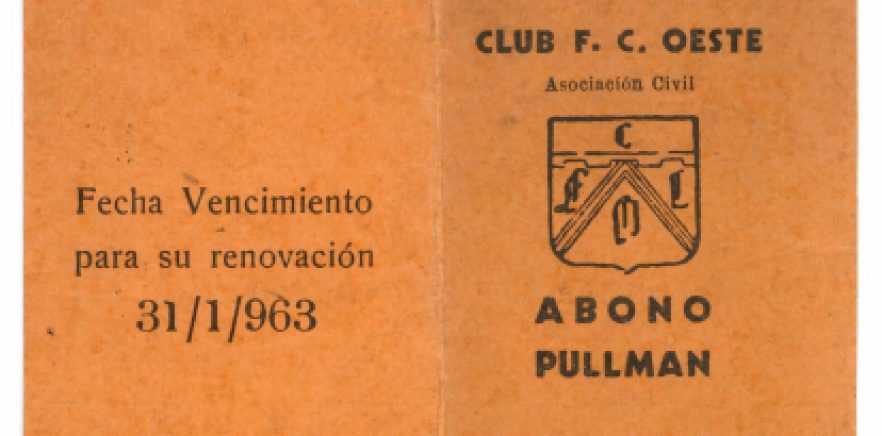 Fecha Vencimiento
para su renovación
31/1/963
CLUB F. C. OESTE
Asociación Civil
C
F
L
ABONO
PULLMAN